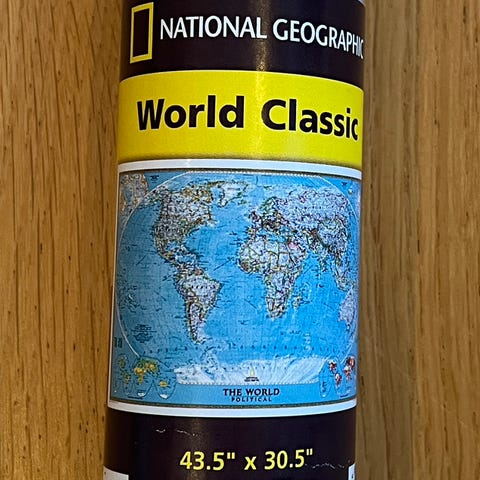 NATIONAL GEOGRAPHIC
World Classic
THE WORLD
POLITICAL
43.5" x 30.5"